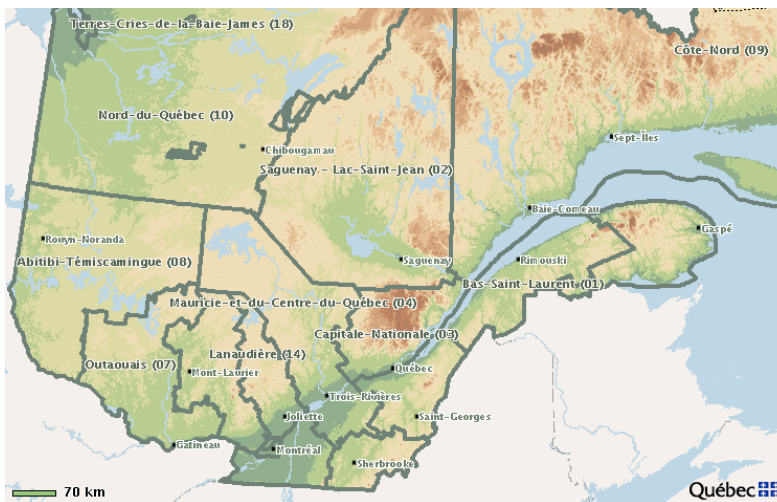 Terres-Cries-de-la-Baie-James (18)
Côte-Nord (09)
Nord-du-Québec (10)
Sept-Îles
Chibougamau
Saguenay - Lac-Saint-Jean (02)
Baie-Comeau
Gaspé
Rouyn-Noranda
Abitibi-Témiscamingue (08)
Saguenay
Rimouski
Bas-Saint-Laurent (01)
Mauricie-et-du-Centre-du-Québec (04)
Capitale-Nationale (03)
Lanaudière (14)
Outaouais (07)
Mont-Laurier
Québec
Trois-Rivières
Joliette
Saint-Georges
Gatineau
Montréal
Sherbrooke
70 km
Québec